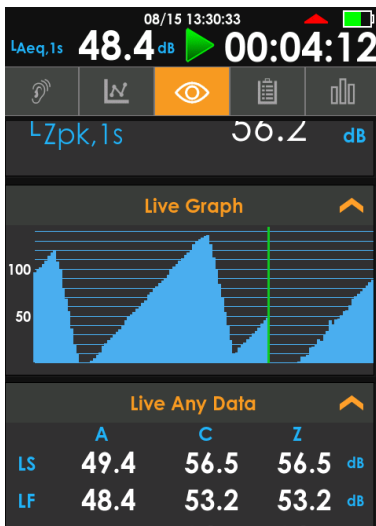 08/15 13:30:33
LAeq,1s 48.4 dB 00:04:12
LZpk,1s 56.2 dB
Live Graph
100
50
Live Any Data
A C Z
LS 49.4 56.5 56.5 dB
LF 48.4 53.2 53.2 dB